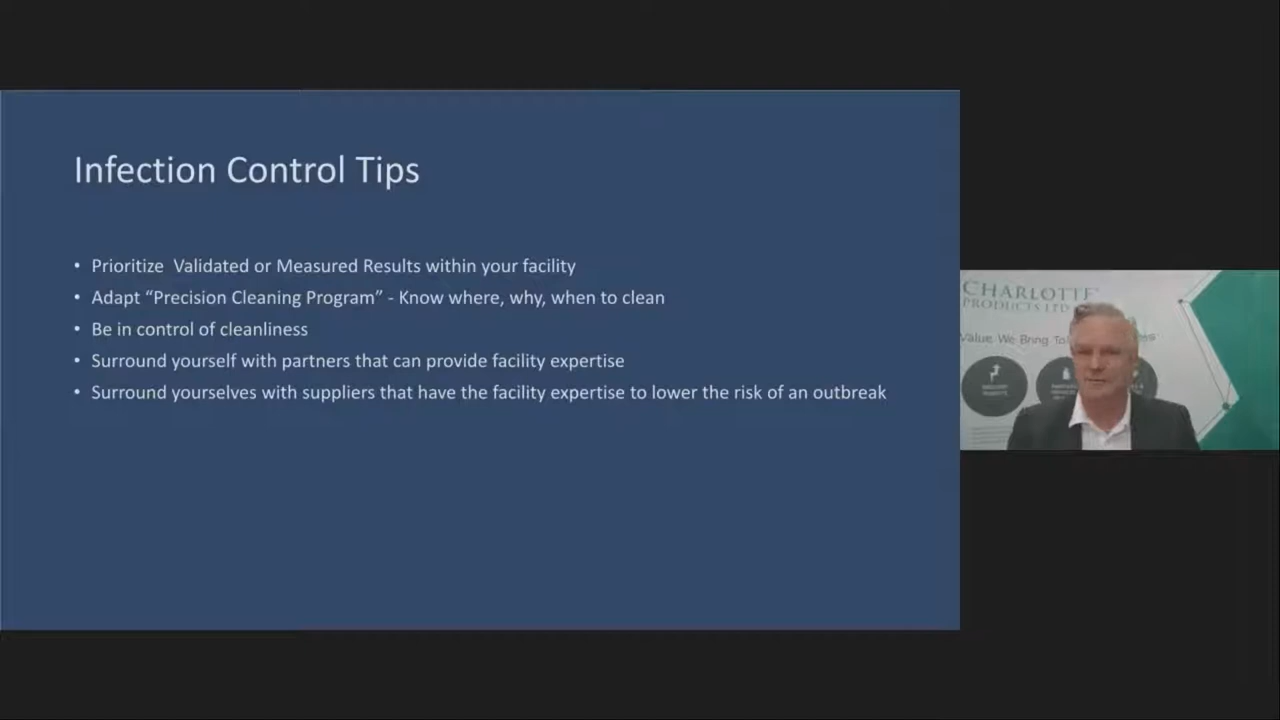 Infection Control Tips
• Prioritize  Validated or Measured Results within your facility
• Adapt “Precision Cleaning Program” - Know where, why, when to clean
• Be in control of cleanliness
• Surround yourself with partners that can provide facility expertise
• Surround yourselves with suppliers that have the facility expertise to lower the risk of an outbreak
CHARLOTTE
PRODUCTS LTD
Value We Bring To